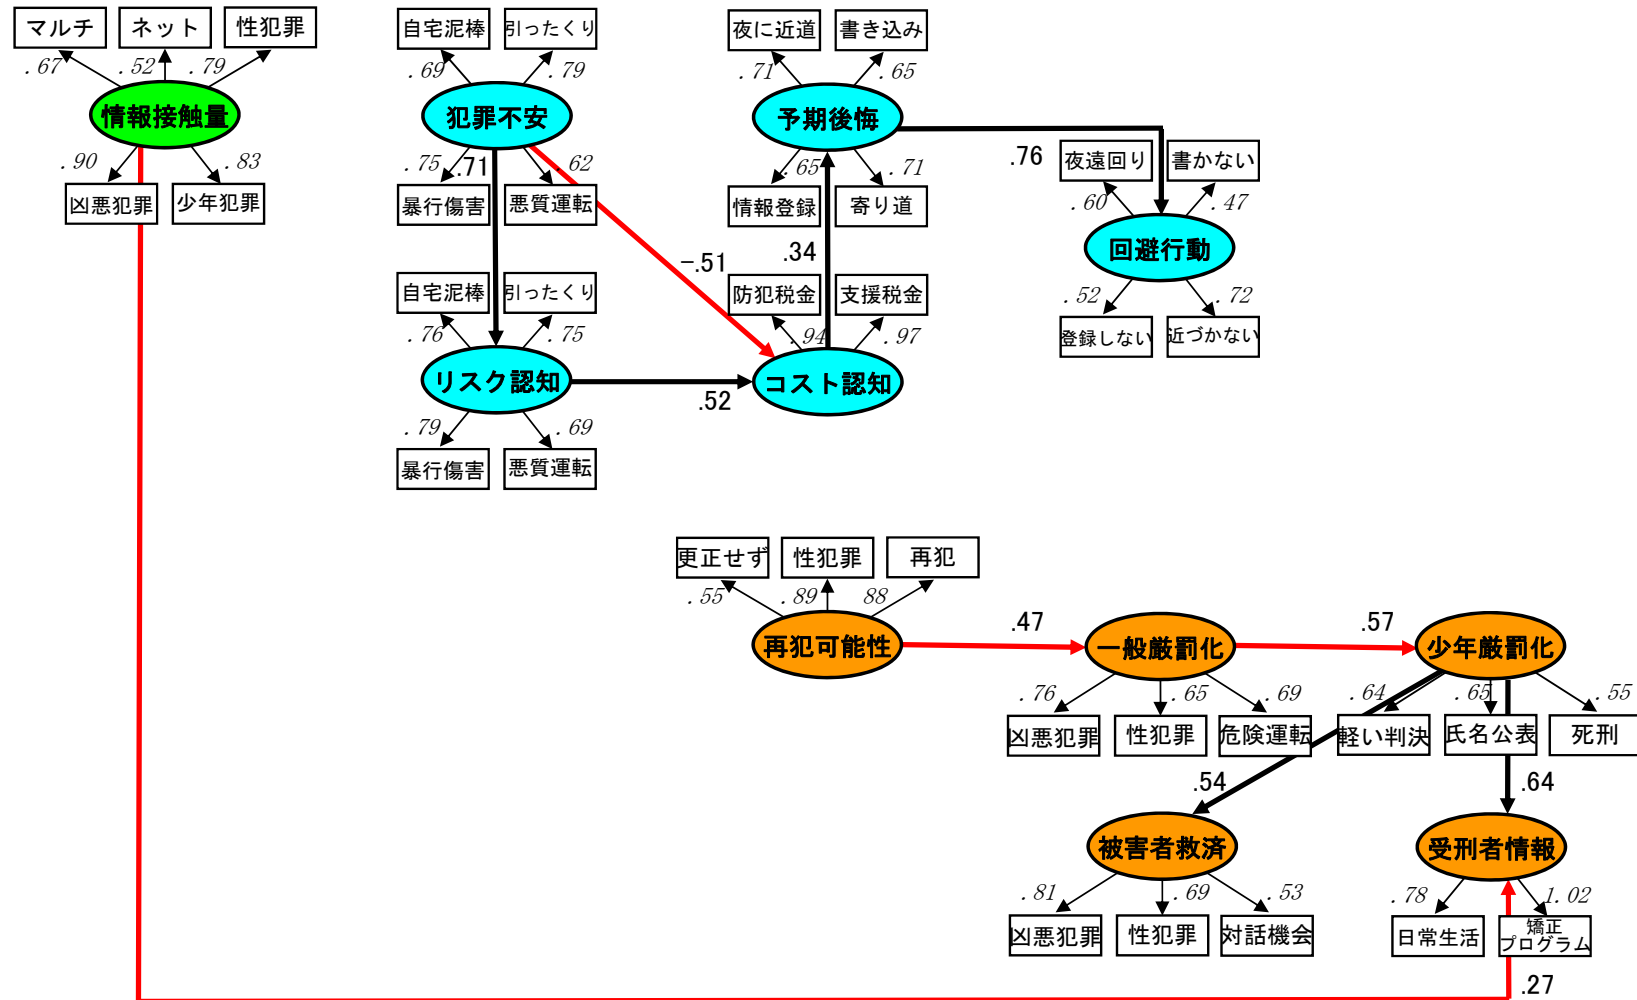 マルチ
ネット
性犯罪
.67
.52
.79
情報接触量
.90
.83
凶悪犯罪
少年犯罪
自宅泥棒
引ったくり
.69
.79
犯罪不安
.75
.71
.62
暴行傷害
悪質運転
-.51
自宅泥棒
引ったくり
.76
.75
リスク認知
.52
.79
.69
暴行傷害
悪質運転
夜に近道
書き込み
.71
.65
予期後悔
.65
.71
情報登録
寄り道
.34
防犯税金
支援税金
.94
.97
コスト認知
.76
夜遠回り
書かない
.60
.47
回避行動
.52
.72
登録しない
近づかない
更正せず
性犯罪
再犯
.55
.89
88
再犯可能性
.47
一般厳罰化
.57
少年厳罰化
.76
.65
.69
凶悪犯罪
性犯罪
危険運転
.64
.65
.55
軽い判決
氏名公表
死刑
.54
.64
被害者救済
.81
.69
.53
凶悪犯罪
性犯罪
対話機会
受刑者情報
.78
1.02
日常生活
矯正
プログラム
.27